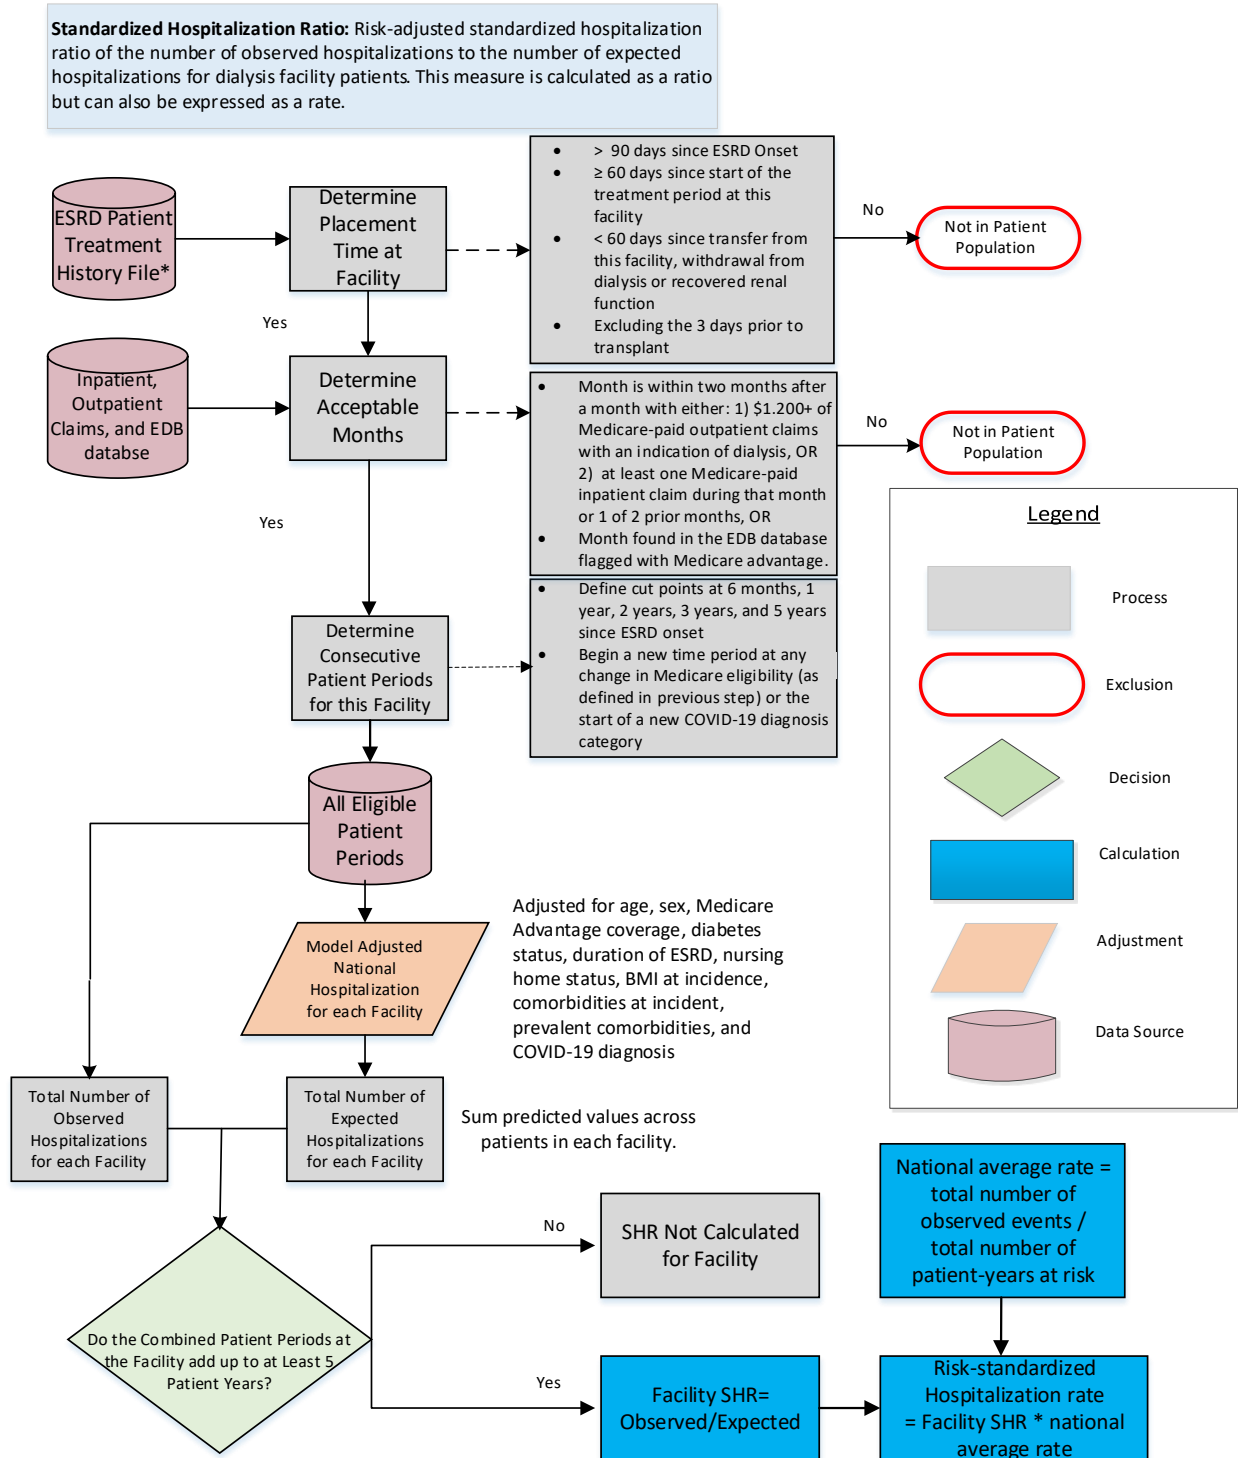 Standardized Hospitalization Ratio: Risk-adjusted standardized hospitalization
ratio of the number of observed hospitalizations to the number of expected
hospitalizations for dialysis facility patients. This measure is calculated as a ratio
but can also be expressed as a rate.
ESRD Patient
Treatment
History File*
Determine
Placement
Time at
Facility
• > 90 days since ESRD Onset
• ≥ 60 days since start of the
treatment period at this
facility
• < 60 days since transfer from
this facility, withdrawal from
dialysis or recovered renal
function
• Excluding the 3 days prior to
transplant
No
Not in Patient
Population
Yes
Inpatient,
Outpatient
Claims, and EDB
databse
Determine
Acceptable
Months
• Month is within two months after
a month with either: 1) $1.200+ of
Medicare-paid outpatient claims
with an indication of dialysis, OR
2) at least one Medicare-paid
inpatient claim during that month
or 1 of 2 prior months, OR
• Month found in the EDB database
flagged with Medicare advantage.
No
Not in Patient
Population
Yes
Determine
Consecutive
Patient Periods
for this Facility
• Define cut points at 6 months, 1
year, 2 years, 3 years, and 5 years
since ESRD onset
• Begin a new time period at any
change in Medicare eligibility (as
defined in previous step) or the
start of a new COVID-19 diagnosis
category
Legend
Process
Exclusion
Decision
Calculation
Adjustment
Data Source
All Eligible
Patient
Periods
Model Adjusted
National
Hospitalization
for each Facility
Adjusted for age, sex, Medicare
Advantage coverage, diabetes
status, duration of ESRD, nursing
home status, BMI at incidence,
comorbidities at incident,
prevalent comorbidities, and
COVID-19 diagnosis
Total Number of
Observed
Hospitalizations
for each Facility
Total Number of
Expected
Hospitalizations
for each Facility
Sum predicted values across
patients in each facility.
Do the Combined Patient Periods at
the Facility add up to at Least 5
Patient Years?
No
SHR Not Calculated
for Facility
Yes
Facility SHR=
Observed/Expected
National average rate =
total number of
observed events /
total number of
patient-years at risk
Risk-standardized
Hospitalization rate
= Facility SHR * national
average rate